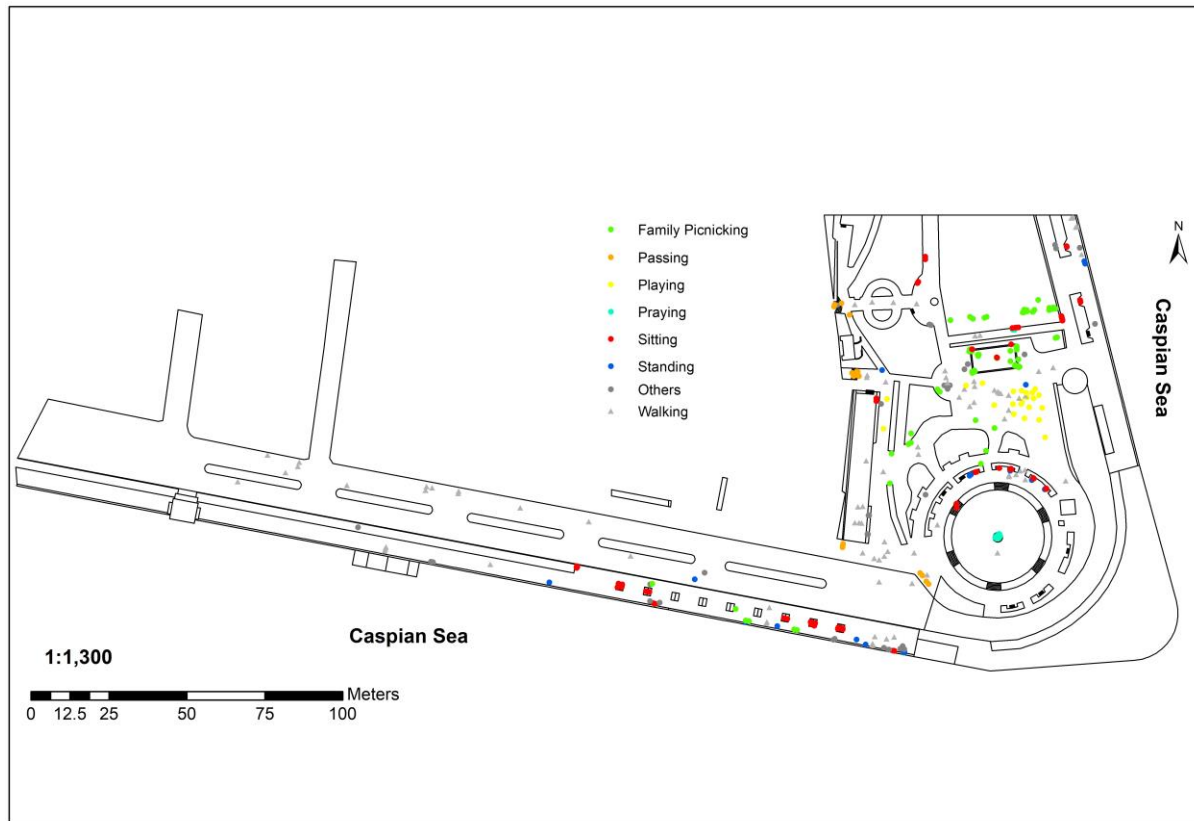 N
Family Picnicking
Passing
Playing
Praying
Sitting
Standing
Others
Walking
Caspian Sea
Caspian Sea
1:1,300
Meters
0 12.5 25 50 75 100